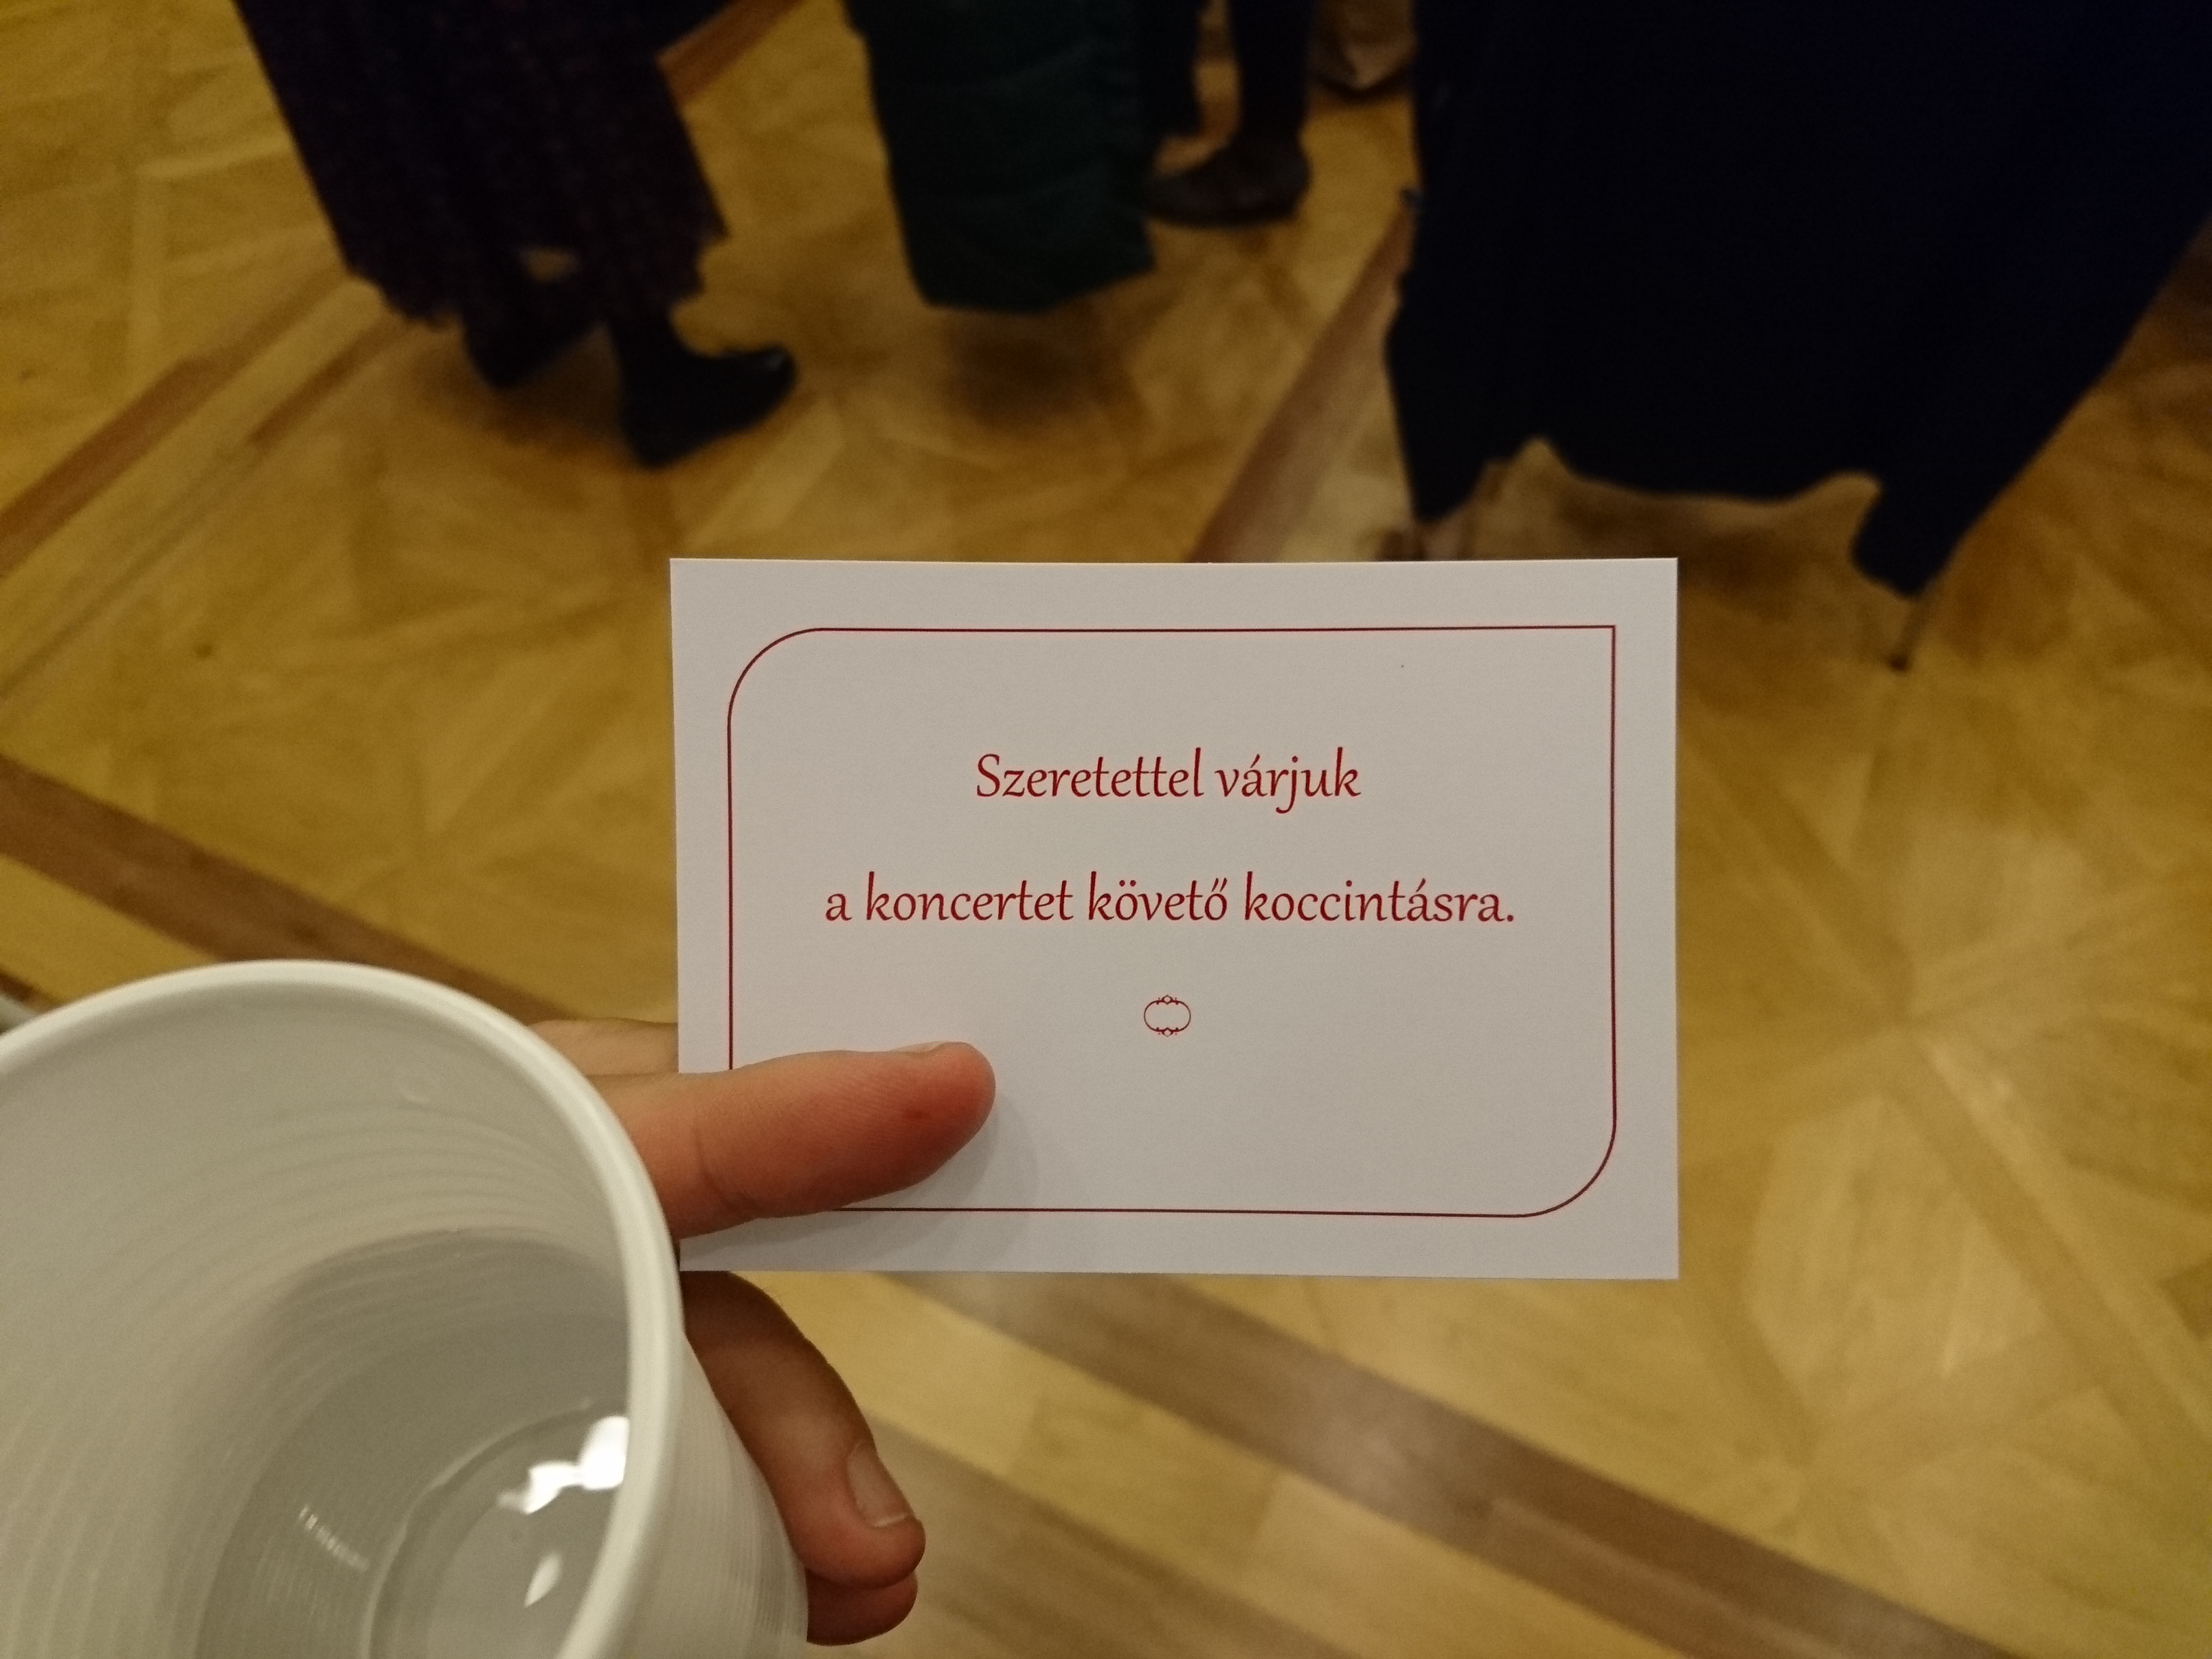 Szeretettel várjuk
a koncertet követő koccintásra.